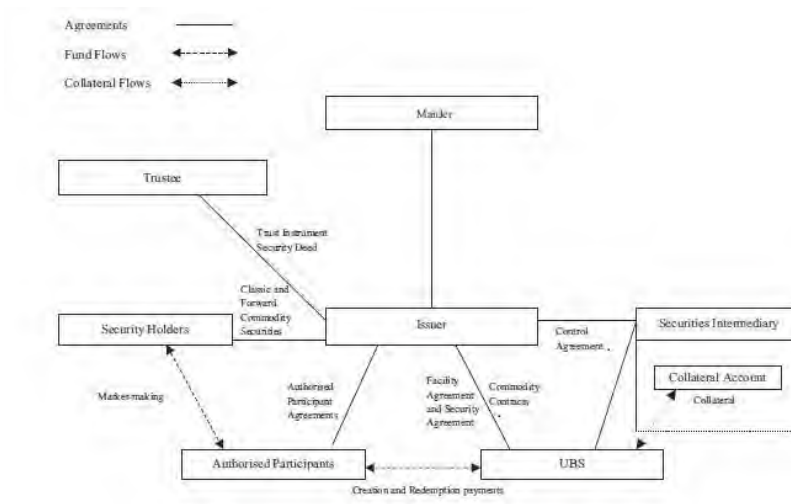 Agreements
Fund Flows
Collateral Flows
Master
Trustee
Trust Instrument
Security Deed
Classic and
Forward
Commodity
Securities
Security Holders
Issuer
Control
Agreement
Securities Intermediary
Collateral Account
Collateral
Market-making
Authorised
Participant
Agreements
Facility
Agreement
and Security
Agreement
Commodity
Contracts
Authorised Participants
UBS
Creation and Redemption payments